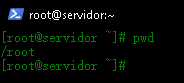 root@servidor:~
[root@servidor ~]# pwd
/root
[root@servidor ~]#